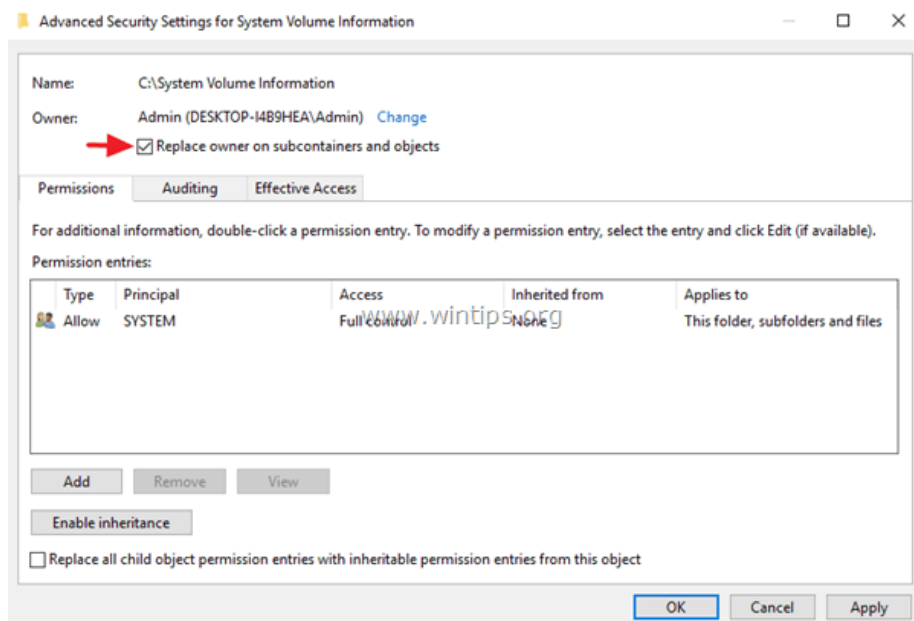 Advanced Security Settings for System Volume Information
Name: C:\System Volume Information
Owner: Admin (DESKTOP-I4B9HEA\Admin) Change
Replace owner on subcontainers and objects
Permissions Auditing Effective Access
For additional information, double-click a permission entry. To modify a permission entry, select the entry and click Edit (if available).
Permission entries:
Type Principal Access Inherited from Applies to
Allow SYSTEM Full control None This folder, subfolders and files
www.wintips.org
Add Remove View
Enable inheritance
Replace all child object permission entries with inheritable permission entries from this object
OK Cancel Apply